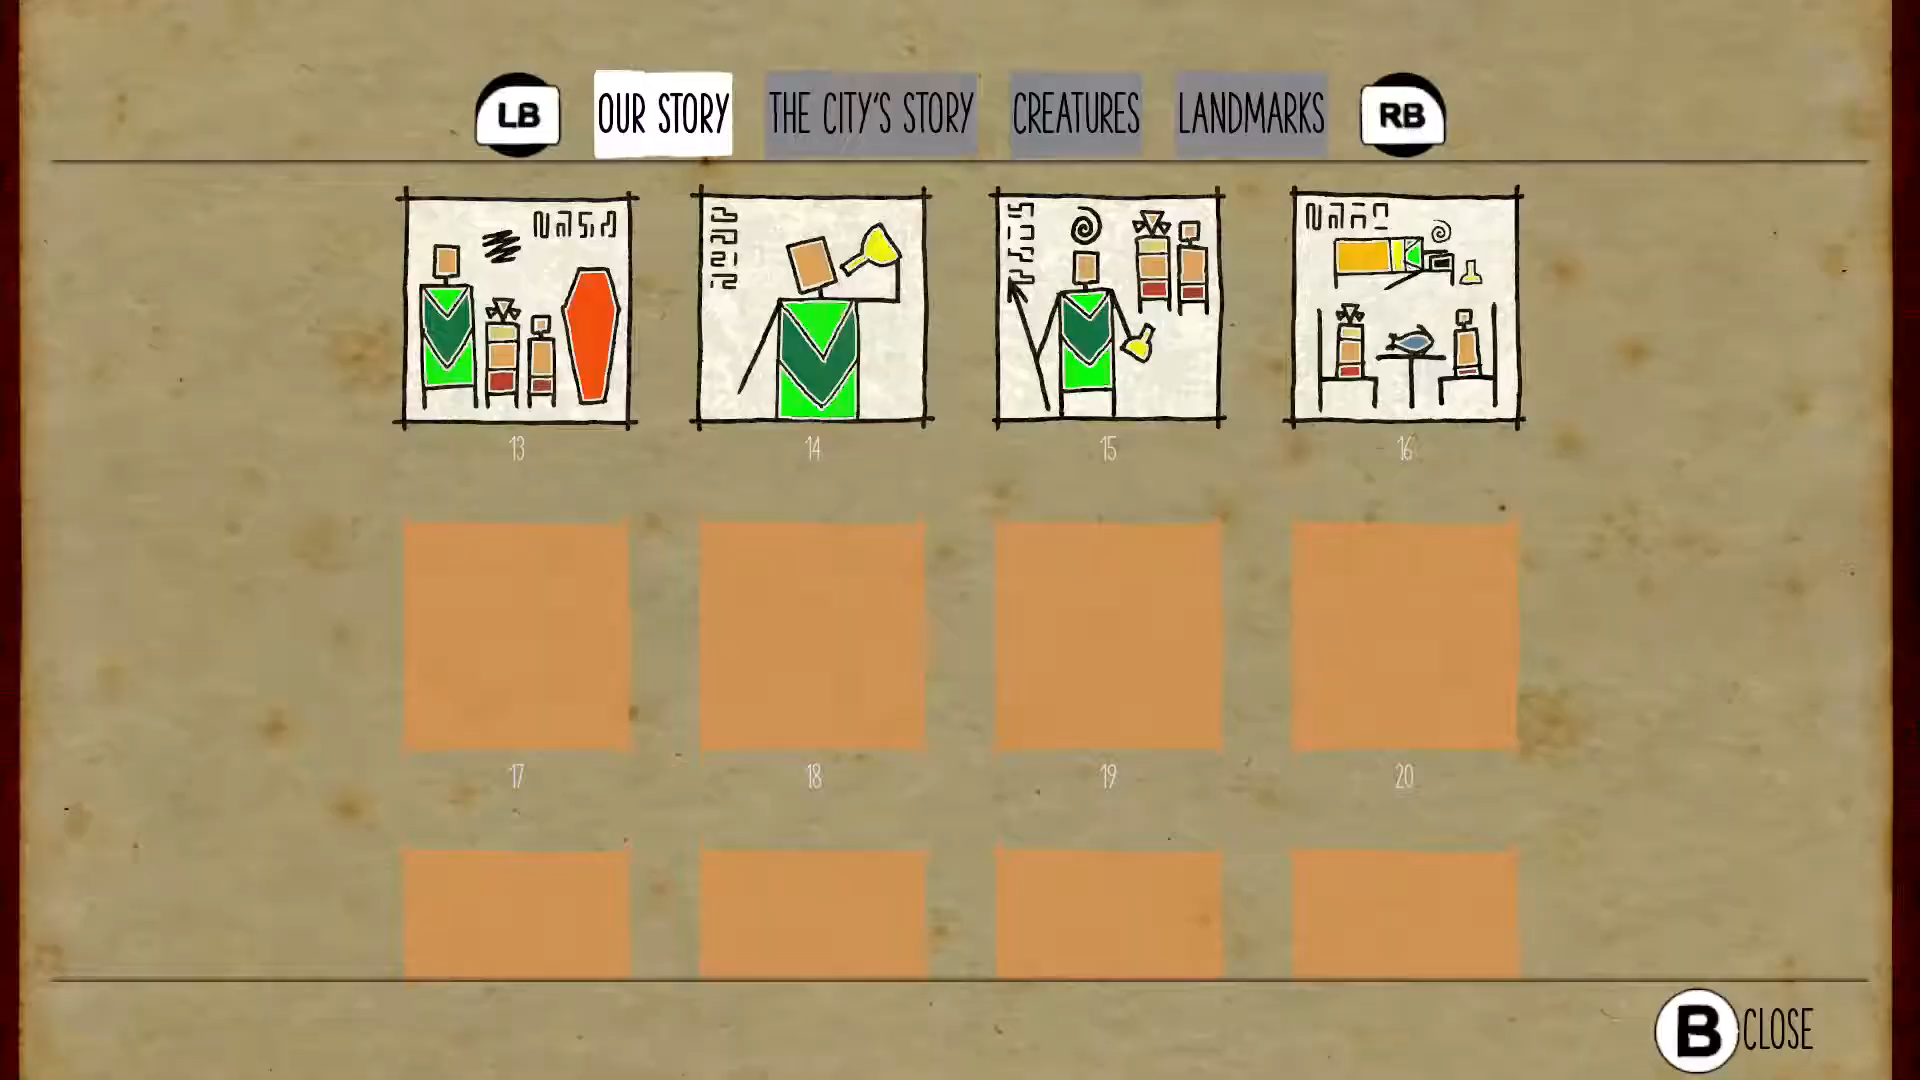 LB OUR STORY THE CITY'S STORY CREATURES LANDMARKS RB
13 14 15 16
17 18 19 20
B CLOSE